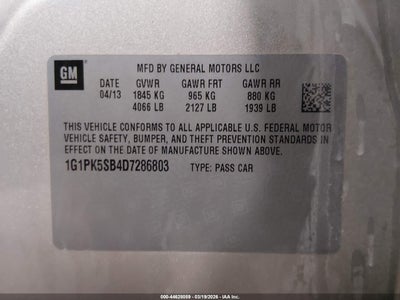 GM
MFD BY GENERAL MOTORS LLC
DATE GVWR GAWR FRT GAWR RR
04/13 1845 KG 965 KG 880 KG
4066 LB 2127 LB 1939 LB
THIS VEHICLE CONFORMS TO ALL APPLICABLE U.S. FEDERAL MOTOR
VEHICLE SAFETY, BUMPER, AND THEFT PREVENTION STANDARDS IN
EFFECT ON THE DATE OF MANUFACTURE SHOWN ABOVE.
1G1PK5SB4D7286803 TYPE: PASS CAR
000-44628089 | 03/19/2026 — IAA, Inc.